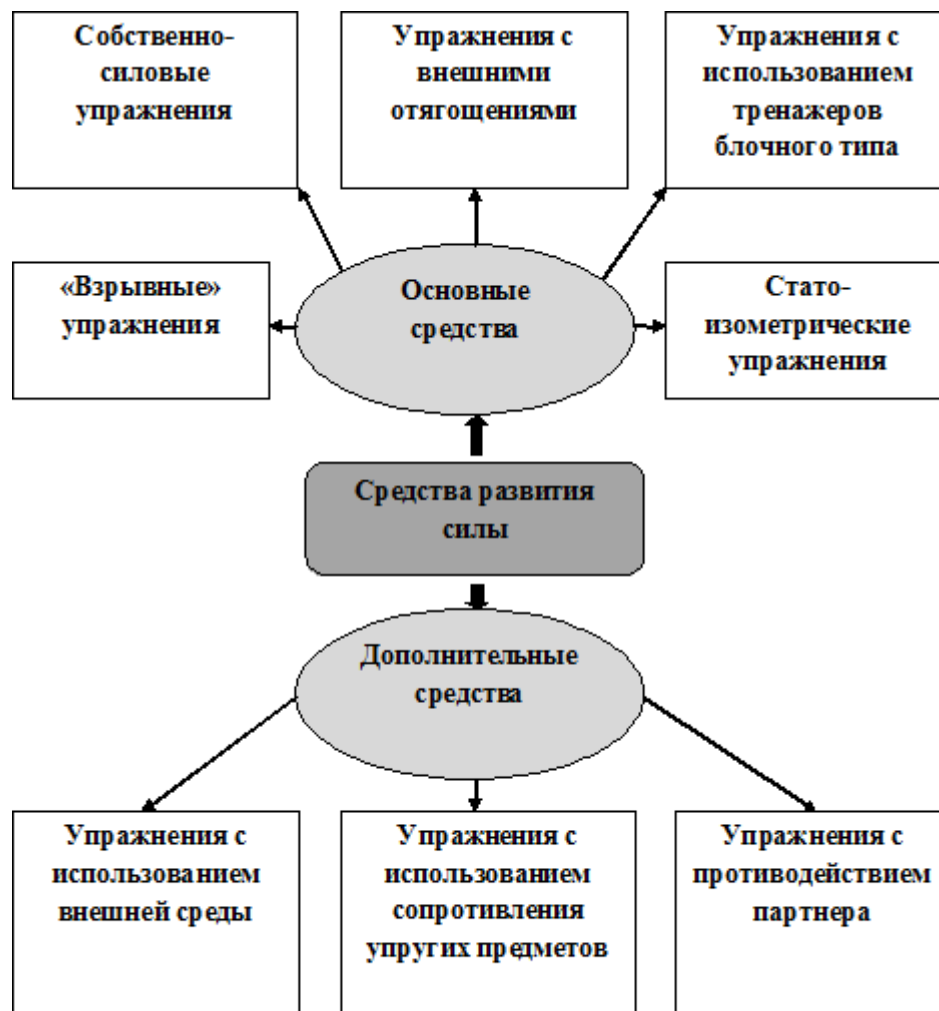 Собственно-
силовые
упражнения
Упражнения с
внешними
отягощениями
Упражнения с
использованием
тренажеров
блочного типа
«Взрывные»
упражнения
Основные
средства
Стато-
изометрические
упражнения
Средства развития
силы
Дополнительные
средства
Упражнения с
использованием
внешней среды
Упражнения с
использованием
сопротивления
упругих предметов
Упражнения с
противодействием
партнера